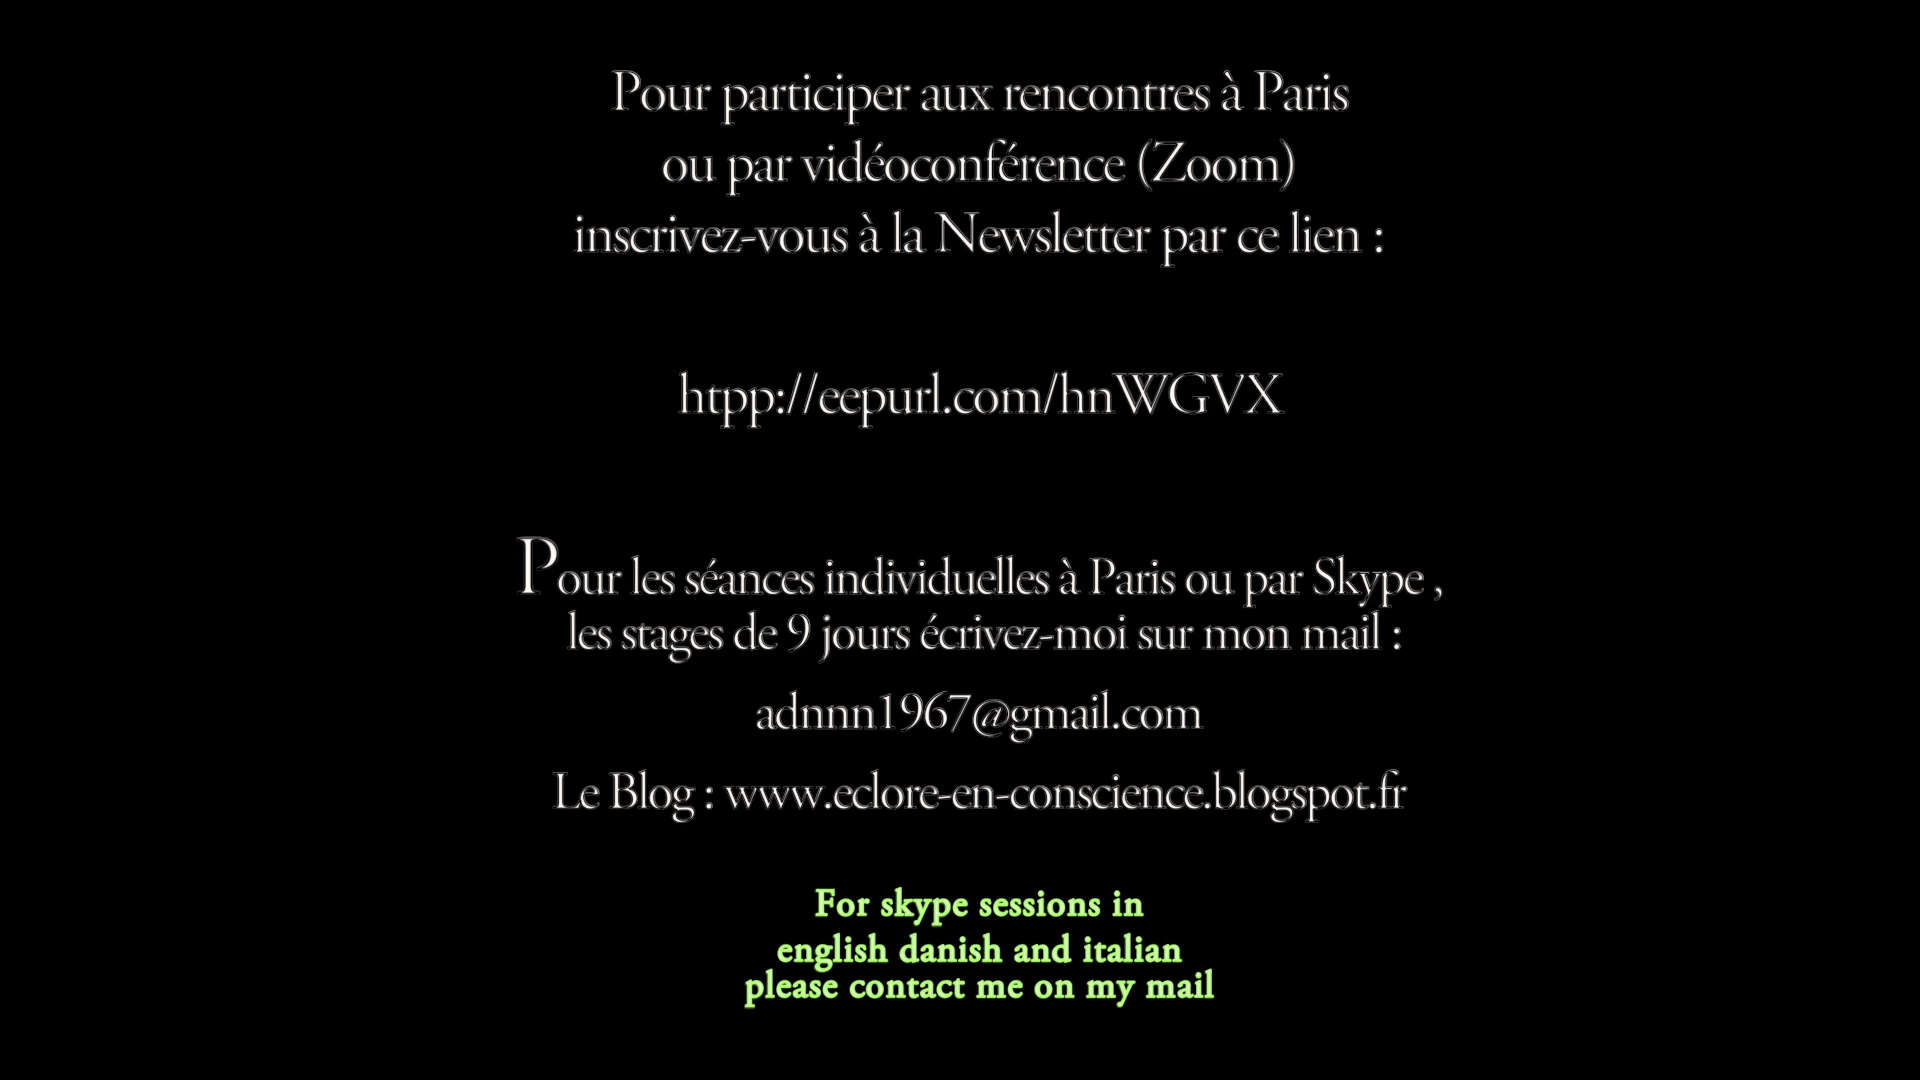 Pour participer aux rencontres à Paris
ou par vidéoconférence (Zoom)
inscrivez-vous à la Newsletter par ce lien :
htpp://eepurl.com/hnWGVX
Pour les séances individuelles à Paris ou par Skype ,
les stages de 9 jours écrivez-moi sur mon mail :
adnnn1967@gmail.com
Le Blog : www.eclore-en-conscience.blogspot.fr
For skype sessions in
english danish and italian
please contact me on my mail